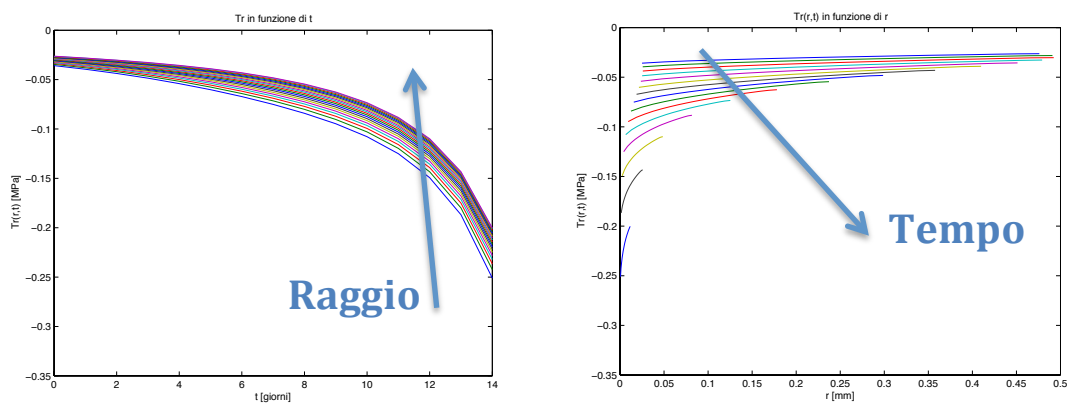 Tr in funzione di t
Tr(r,t) [MPa]
0
−0.05
−0.1
−0.15
−0.2
−0.25
−0.3
−0.35
0 2 4 6 8 10 12 14
t [giorni]
Raggio
Tr(r,t) in funzione di r
Tr(r,t) [MPa]
0
−0.05
−0.1
−0.15
−0.2
−0.25
−0.3
−0.35
0 0.05 0.1 0.15 0.2 0.25 0.3 0.35 0.4 0.45 0.5
r [mm]
Tempo